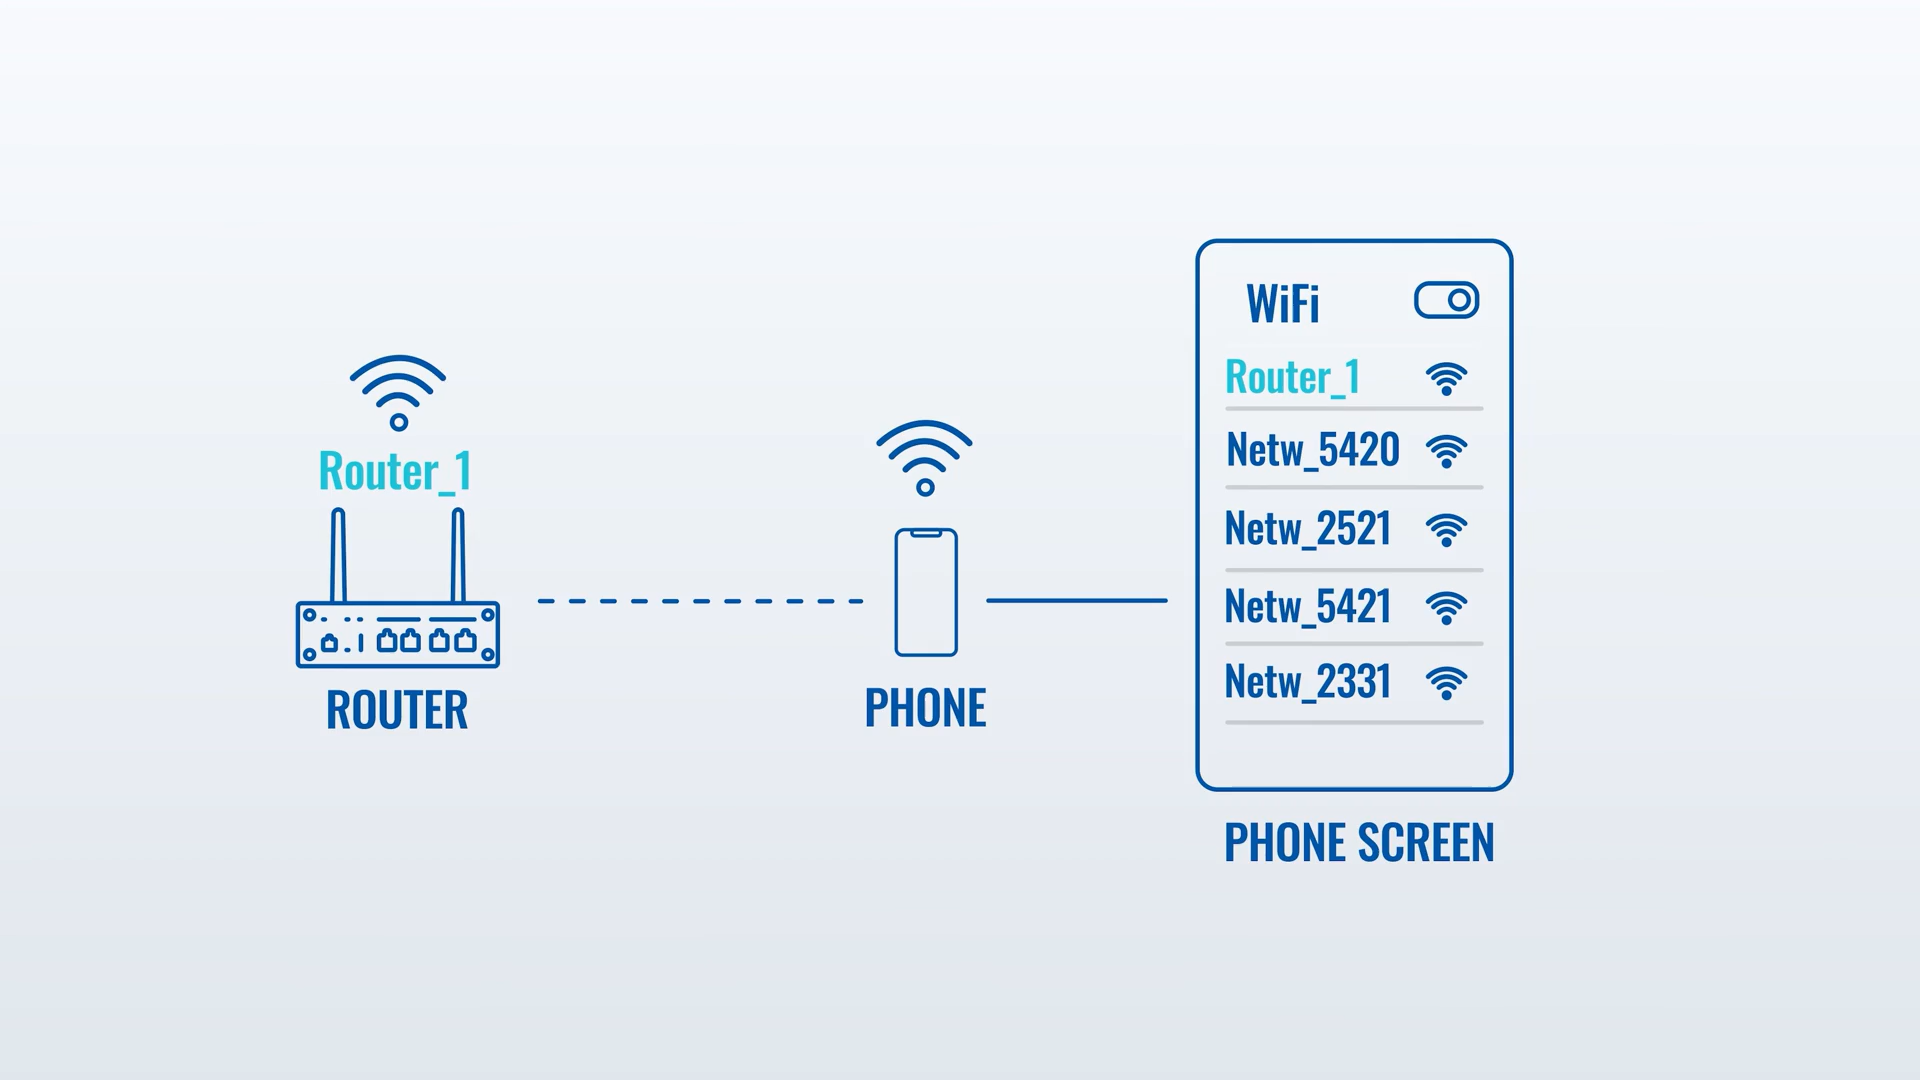 Router_1
ROUTER
PHONE
WiFi
Router_1
Netw_5420
Netw_2521
Netw_5421
Netw_2331
PHONE SCREEN